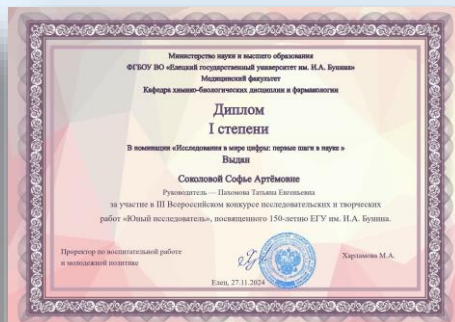 Министерство науки и высшего образования
ФГБОУ ВО «Елецкий государственный университет им. И.А. Бунина»
Медицинский факультет
Кафедра химико-биологических дисциплин и фармакологии
Диплом
I степени
В номинации «Исследования в мире цифры: первые шаги в науке »
Выдан
Соколовой Софье Артёмовне
Руководитель — Пахомова Татьяна Евгеньевна
за участие в III Всероссийском конкурсе исследовательских и творческих
работ «Юный исследователь», посвященного 150-летию ЕГУ им. И.А. Бунина.
Проректор по воспитательной работе
и молодежной политике
Харламова М.А.
Елец, 27.11.2024